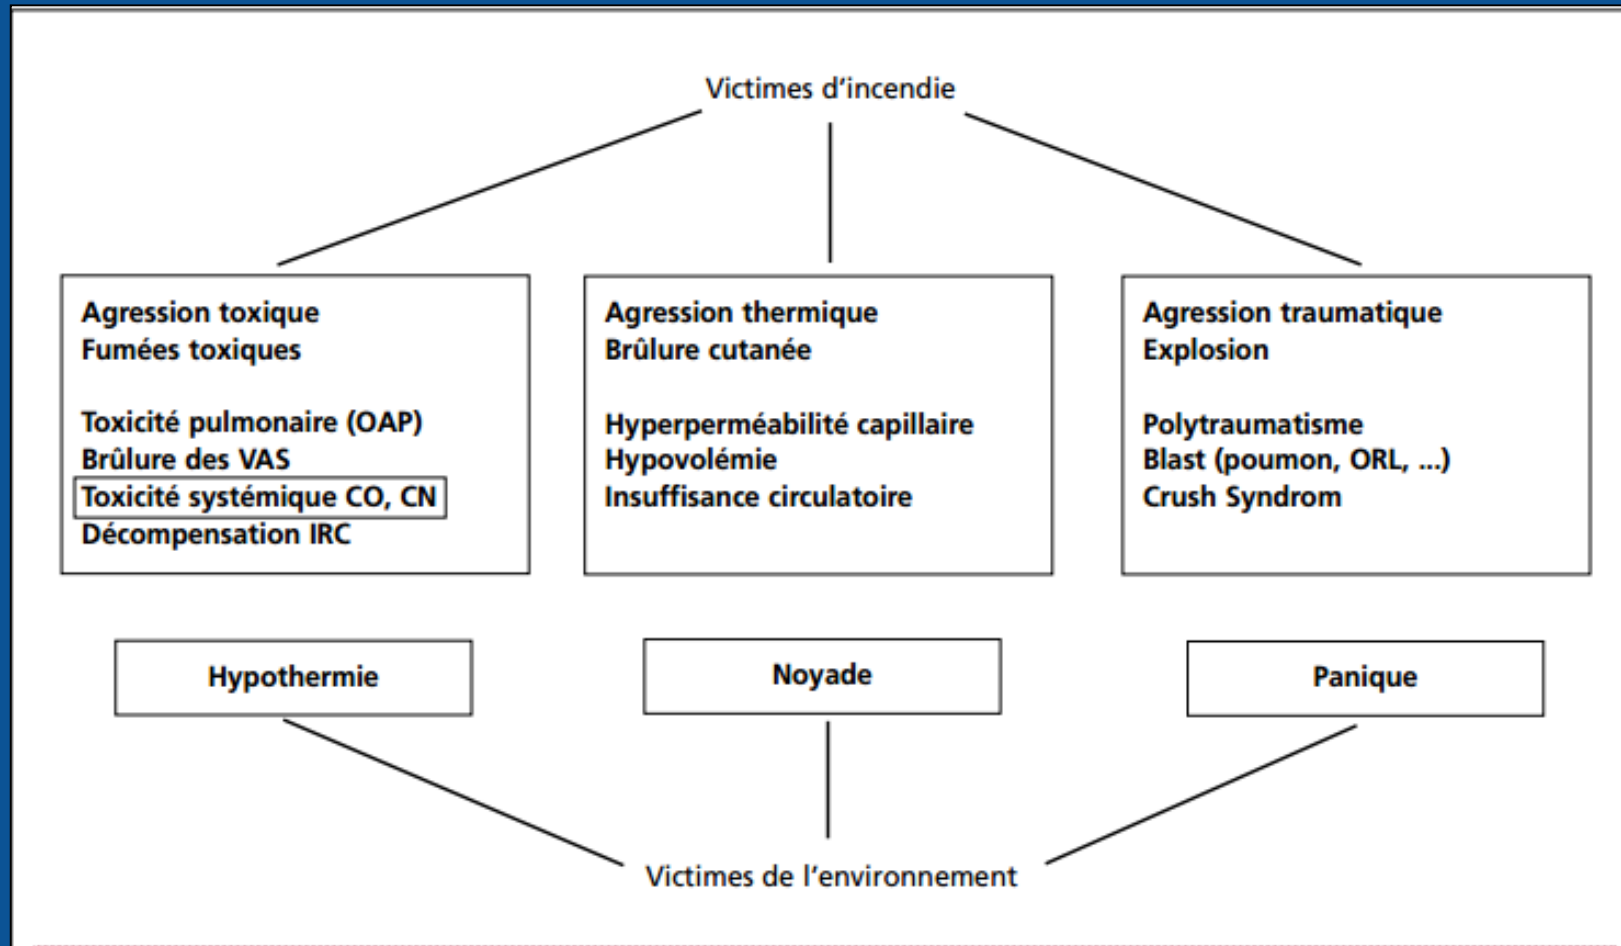 Victimes d'incendie
Agression toxique
Fumées toxiques
Toxicité pulmonaire (OAP)
Brûlure des VAS
Toxicité systémique CO, CN
Décompensation IRC
Agression thermique
Brûlure cutanée
Hyperperméabilité capillaire
Hypovolémie
Insuffisance circulatoire
Agression traumatique
Explosion
Polytraumatisme
Blast (poumon, ORL, ...)
Crush Syndrom
Hypothermie
Noyade
Panique
Victimes de l'environnement